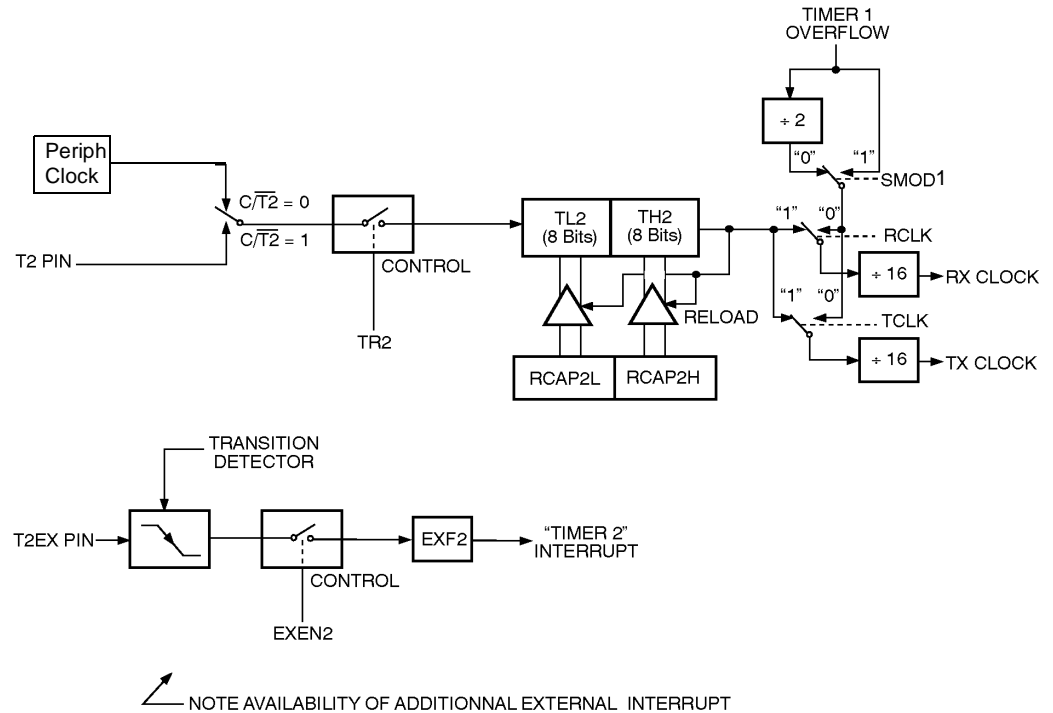 TIMER 1
OVERFLOW
÷ 2
"0"
"1"
SMOD1
Periph
Clock
C/T2 = 0
C/T2 = 1
T2 PIN
CONTROL
TR2
TL2
(8 Bits)
TH2
(8 Bits)
"1"
"0"
RCLK
÷ 16
RX CLOCK
RELOAD
"1"
"0"
TCLK
÷ 16
TX CLOCK
RCAP2L
RCAP2H
TRANSITION
DETECTOR
T2EX PIN
CONTROL
EXEN2
EXF2
"TIMER 2"
INTERRUPT
NOTE AVAILABILITY OF ADDITIONNAL EXTERNAL INTERRUPT